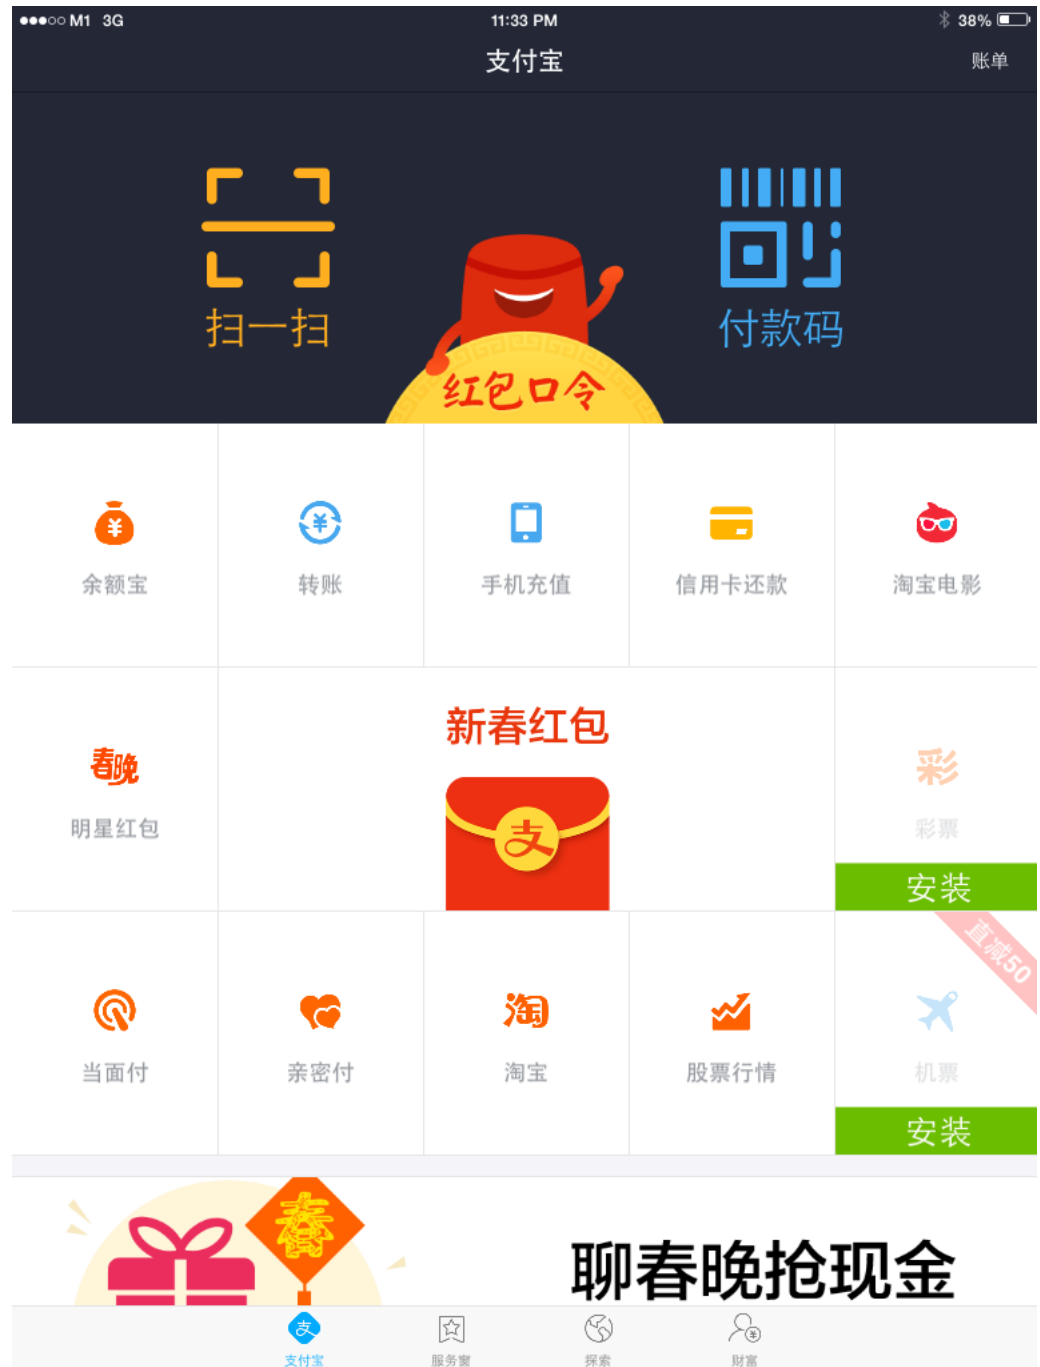 M1 3G
11:33 PM
38%
支付宝
账单
扫一扫
付款码
红包口令
余额宝
转账
手机充值
信用卡还款
淘宝电影
新春红包
春晚
支
彩
明星红包
彩票
安装
直减50
淘
当面付
亲密付
淘宝
股票行情
机票
安装
春
聊春晚抢现金
支
支付宝
服务窗
探索
财富